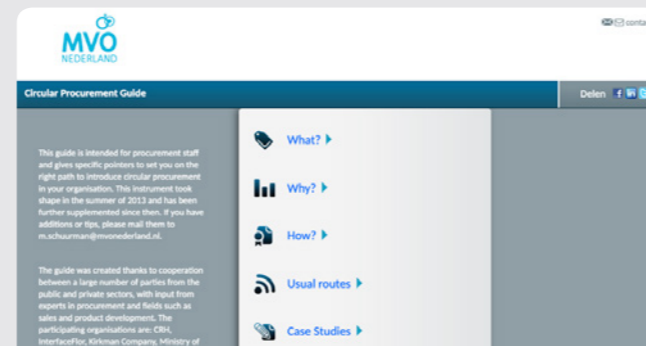 MVO
NEDERLAND
Circular Procurement Guide
Delen
This guide is intended for procurement staff
and gives specific pointers to set you on the
right path to introduce circular procurement
in your organisation. This instrument took
shape in the summer of 2013 and has been
further supplemented since then. If you have
additions or tips, please mail them to
m.schuurman@mvonederland.nl.
The guide was created thanks to cooperation
between a large number of parties from the
public and private sectors, with input from
experts in procurement and fields such as
sales and product development. The
participating organisations are: CRH,
InterfaceFlor, Kirkman Company, Ministry of
What?
Why?
How?
Usual routes
Case Studies